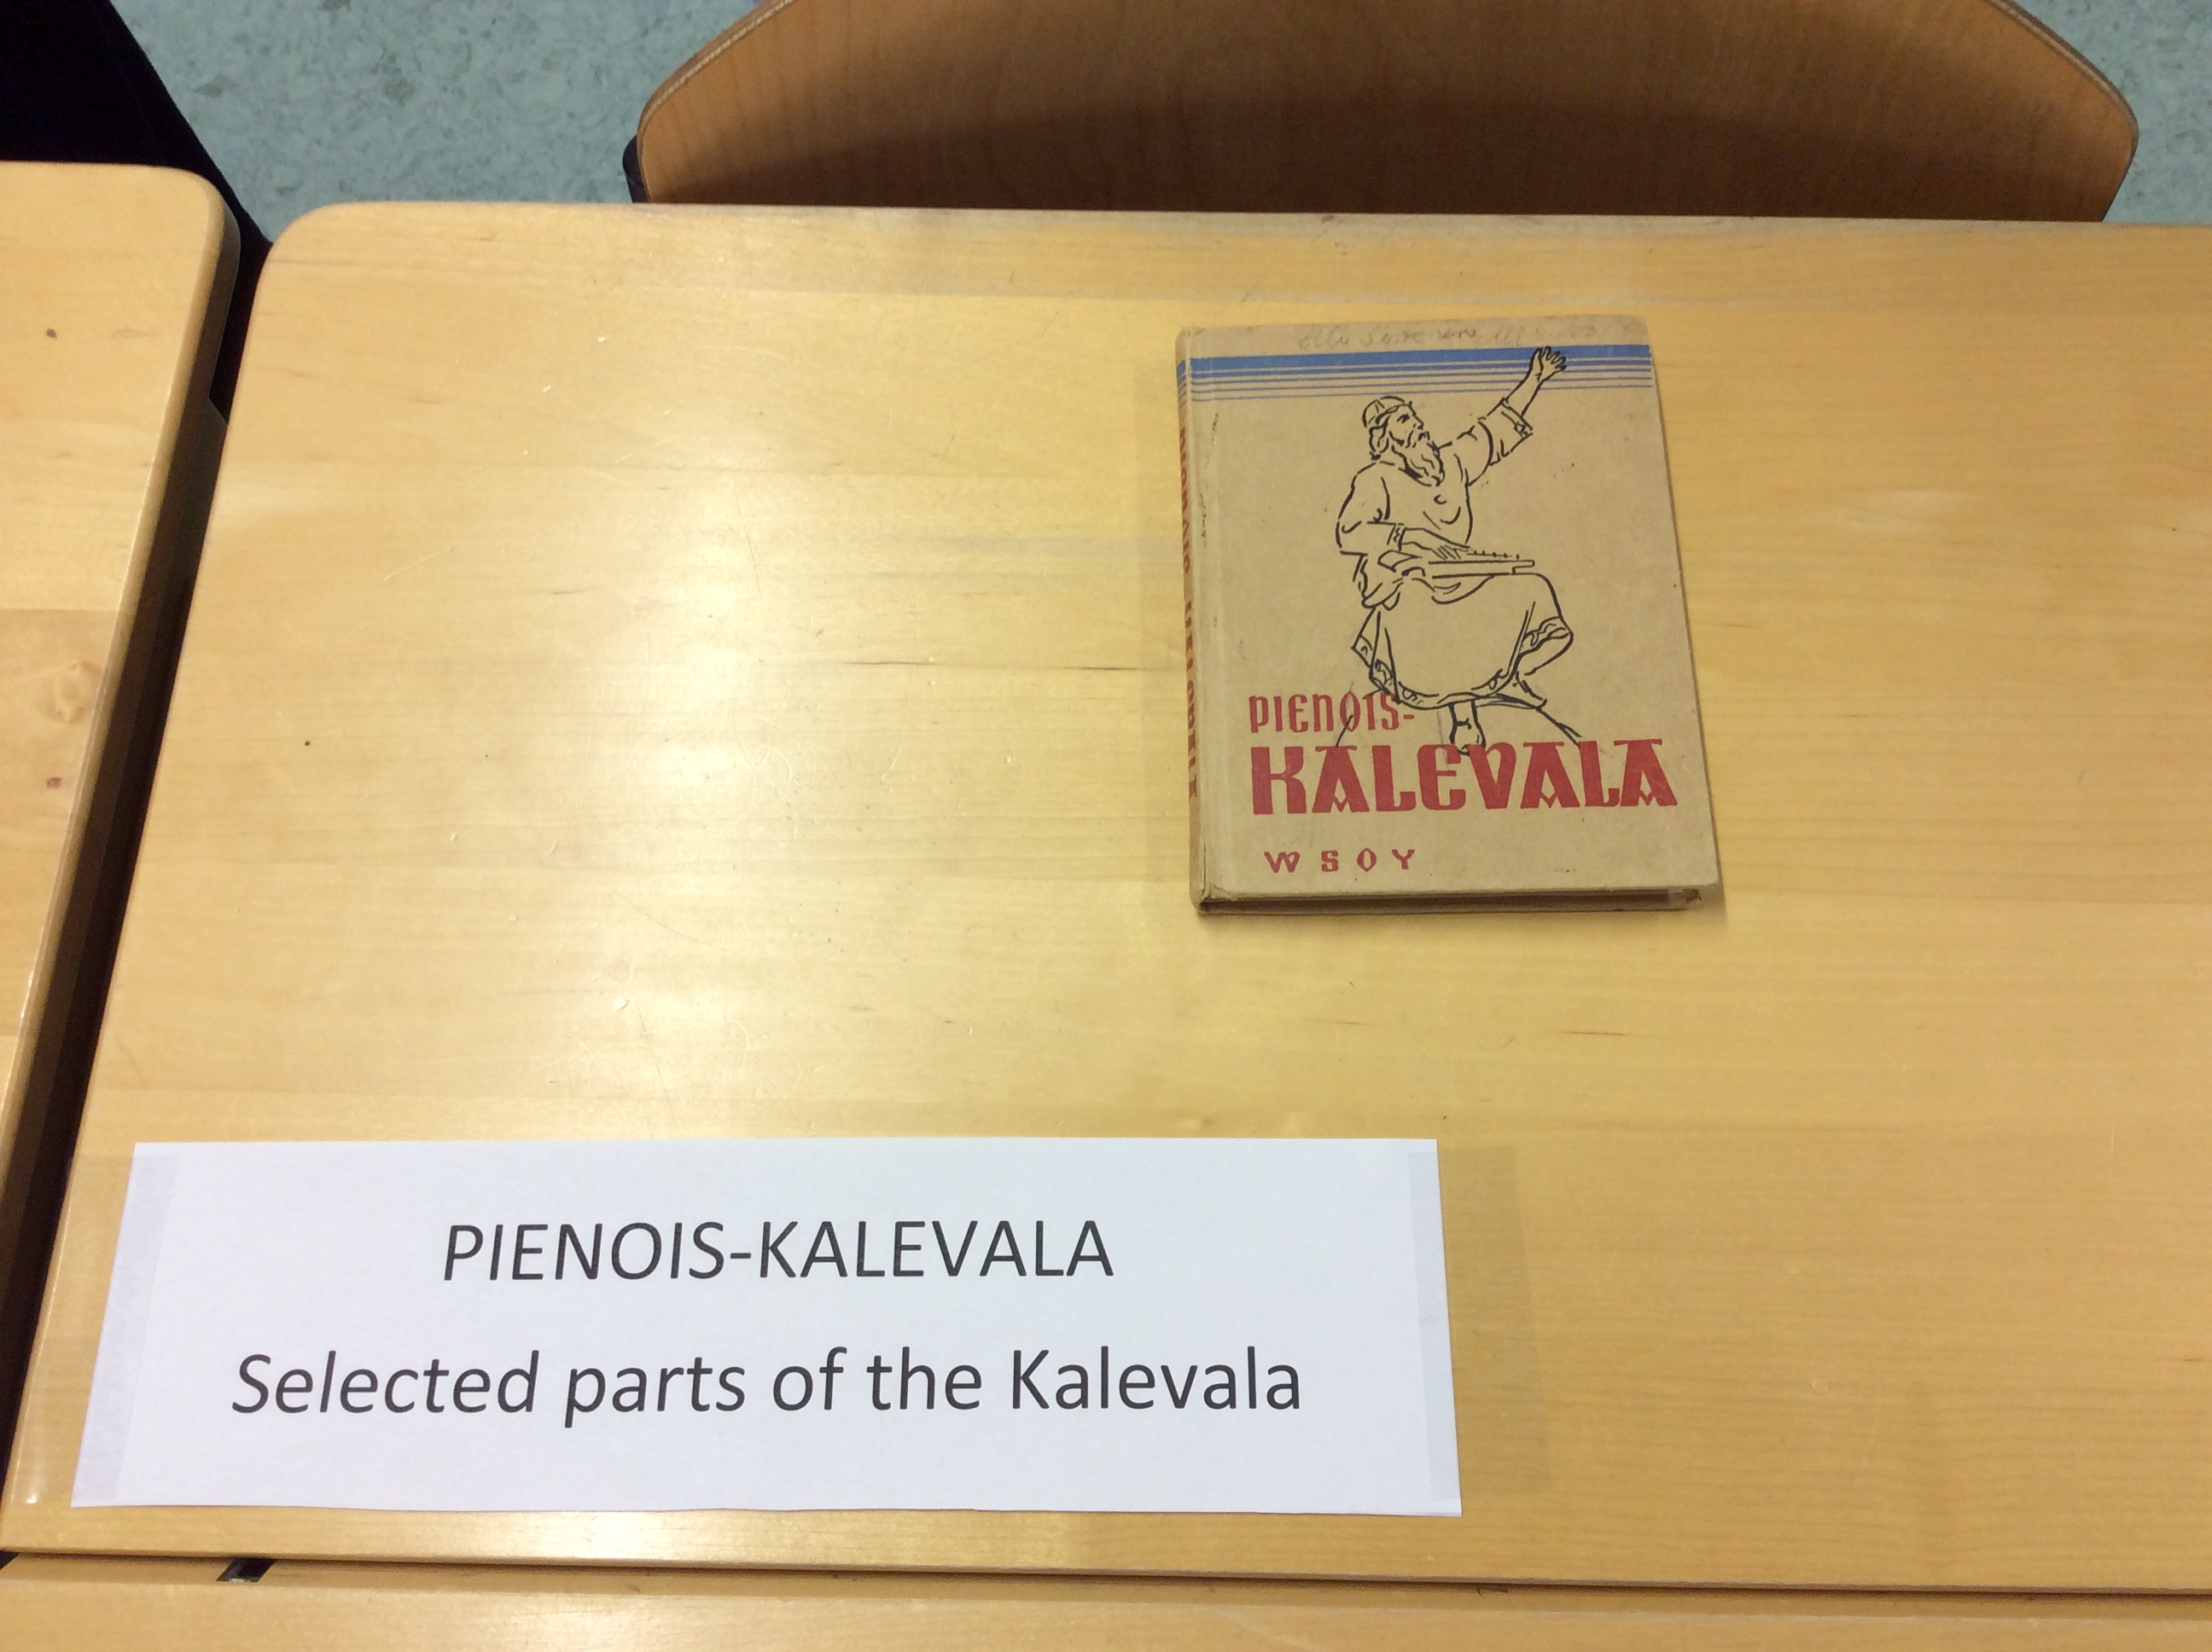 PIENOIS-
KALEVALA
WSOY
PIENOIS-KALEVALA
Selected parts of the Kalevala